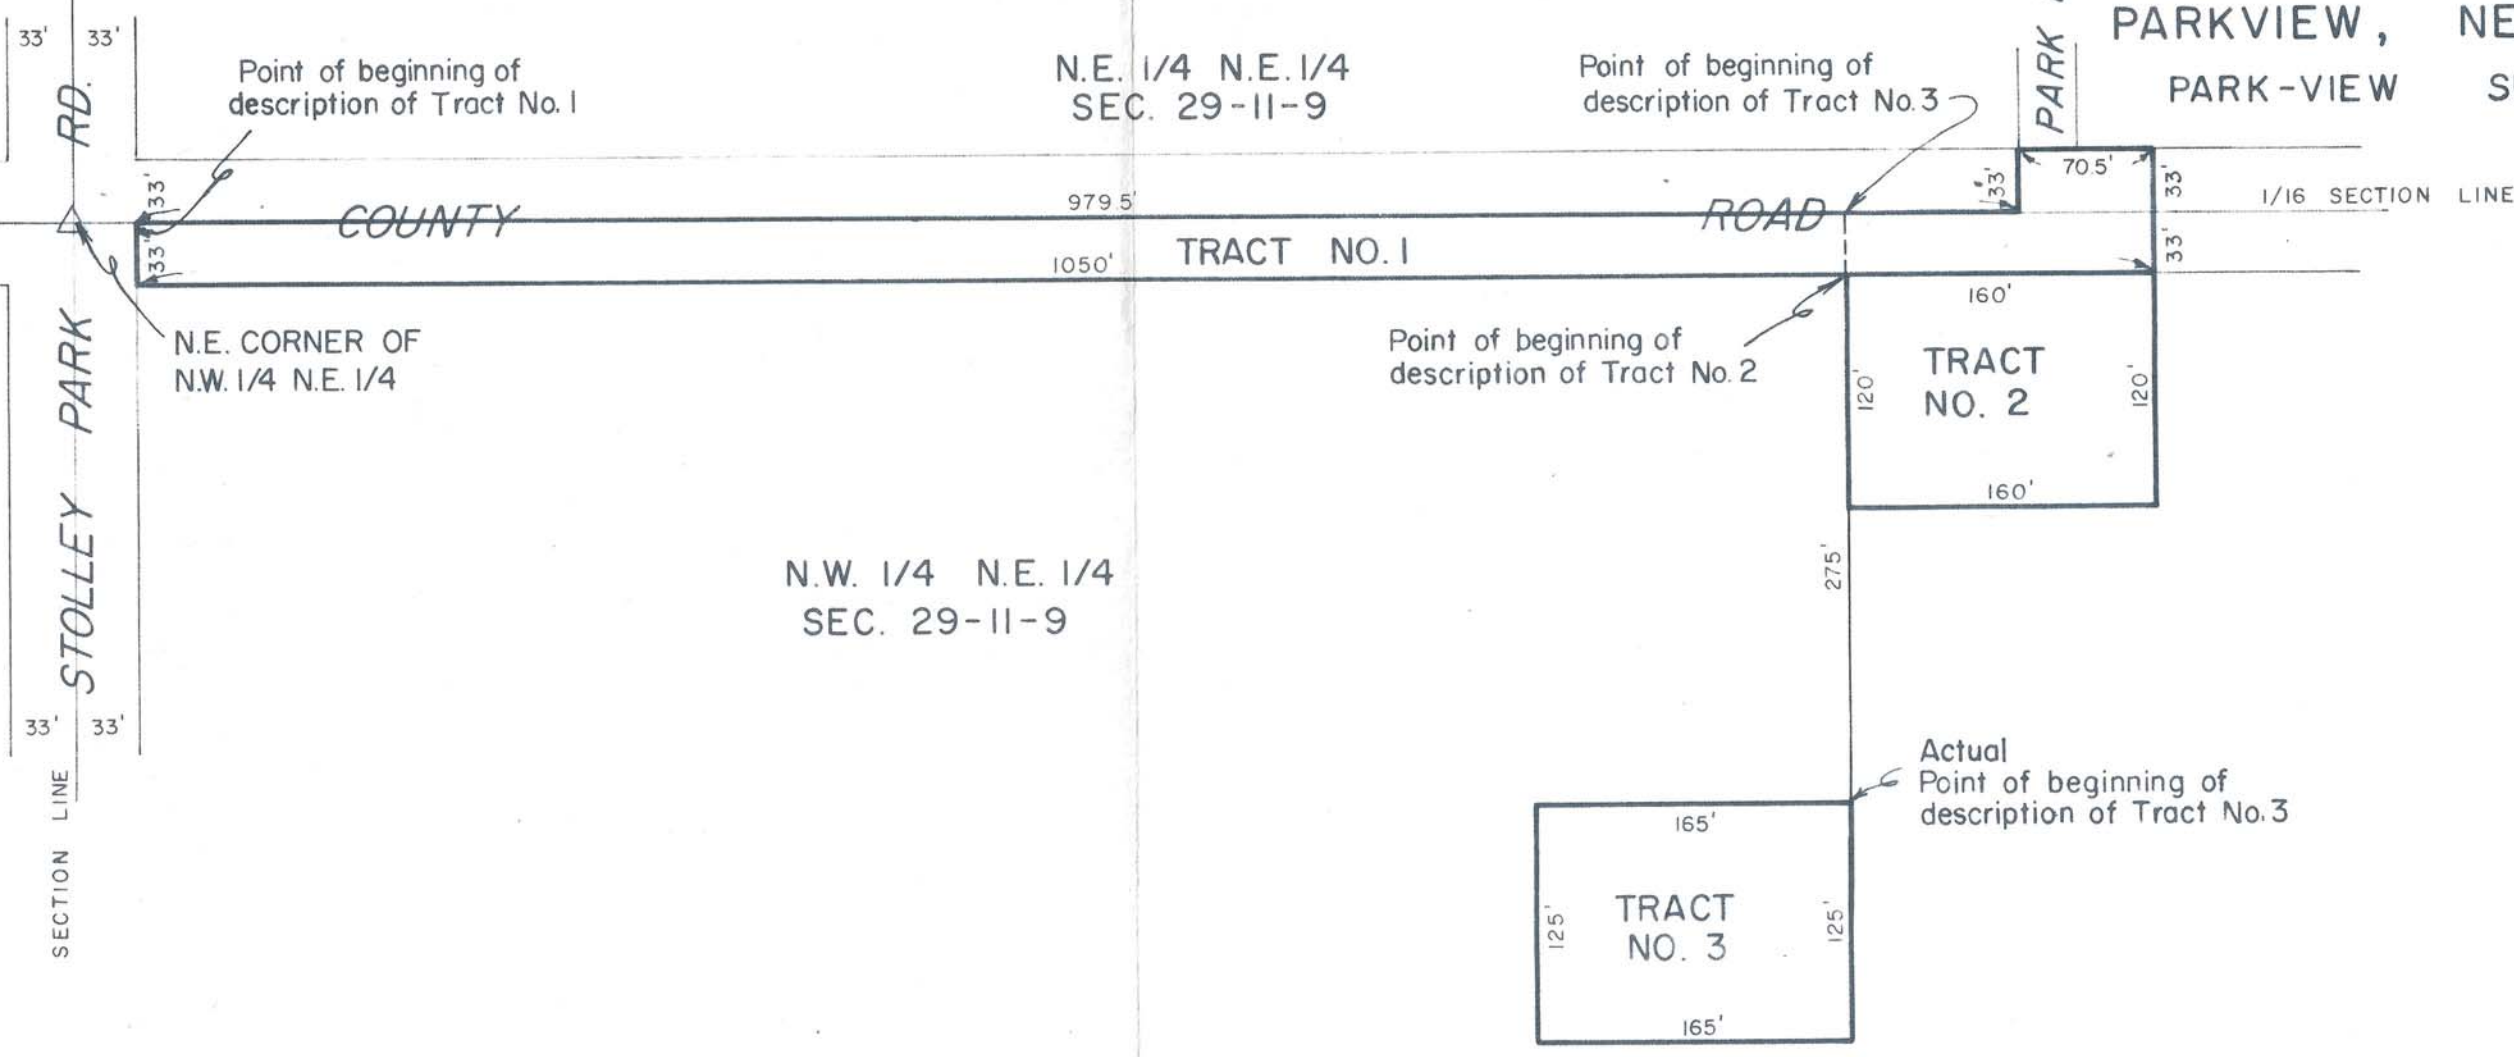 33'
33'
RD.
Point of beginning of
description of Tract No. 1
N.E. 1/4 N.E. 1/4
SEC. 29-11-9
Point of beginning of
description of Tract No. 3
PARK
PARKVIEW, NE
PARK-VIEW S
33'
COUNTY
979.5'
ROAD
33'
70.5'
33'
1/16 SECTION LINE
33'
1050'
TRACT NO. 1
33'
N.E. CORNER OF
N.W. 1/4 N.E. 1/4
STOLLEY PARK
Point of beginning of
description of Tract No. 2
160'
120'
TRACT
NO. 2
120'
160'
N.W. 1/4 N.E. 1/4
SEC. 29-11-9
275'
33'
33'
SECTION LINE
Actual
Point of beginning of
description of Tract No. 3
165'
125'
TRACT
NO. 3
125'
165'